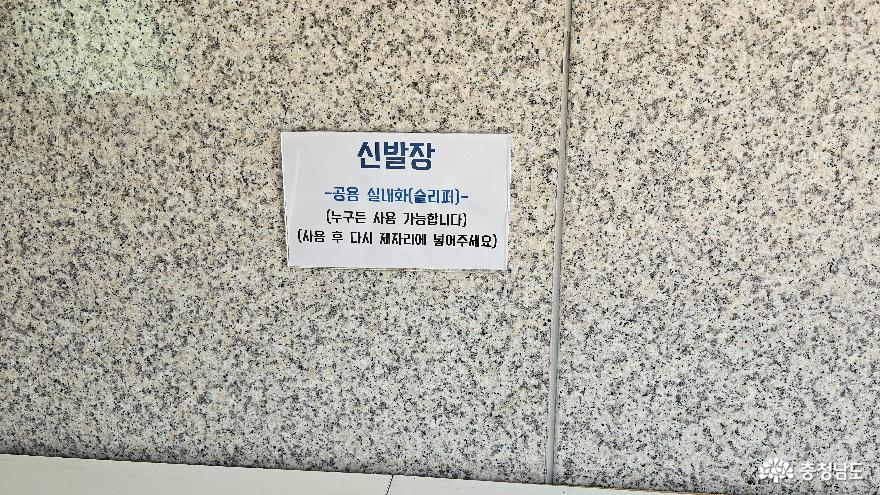 신발장
-공용 실내화(슬리퍼)-
(누구든 사용 가능합니다)
(사용 후 다시 제자리에 넣어주세요)
충청남도